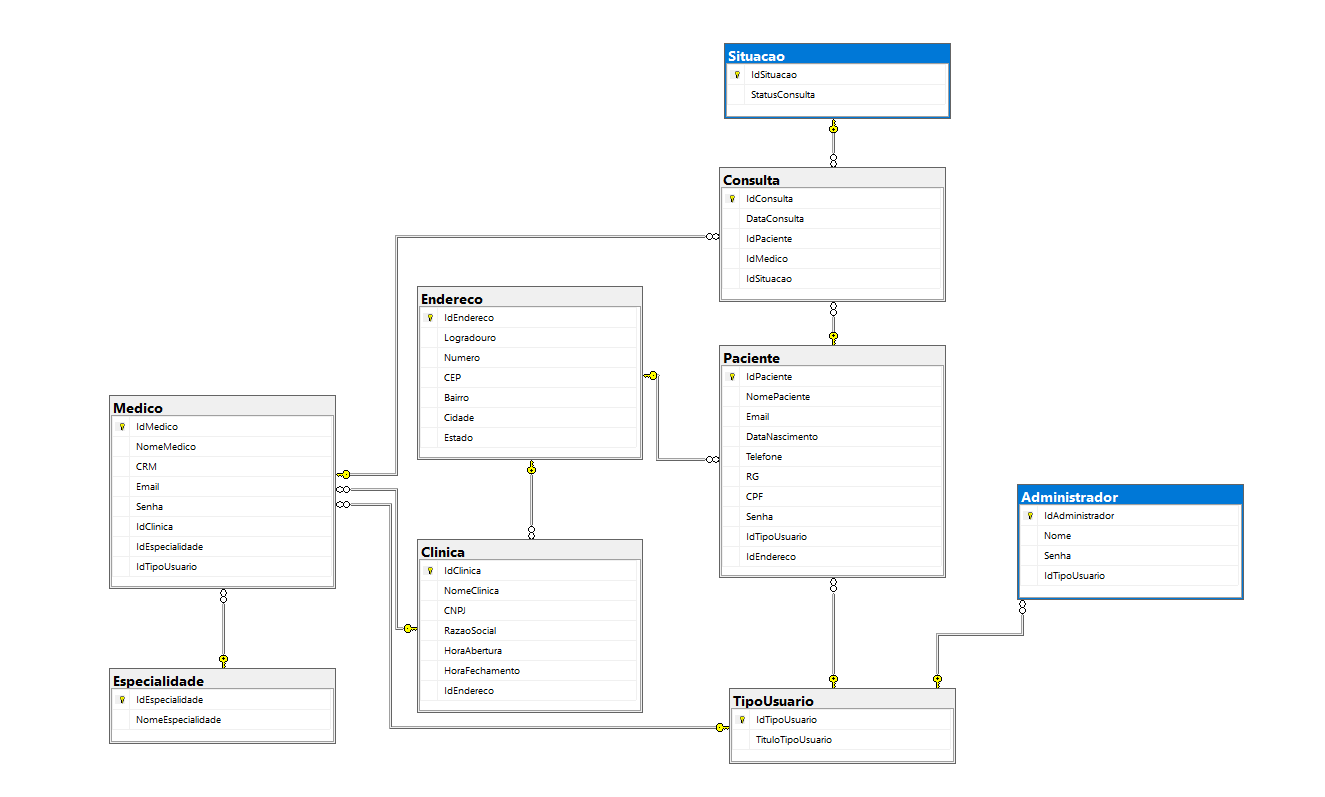 Situacao
IdSituacao
StatusConsulta
Consulta
IdConsulta
DataConsulta
IdPaciente
IdMedico
IdSituacao
Endereco
IdEndereco
Logradouro
Numero
CEP
Bairro
Cidade
Estado
Paciente
IdPaciente
NomePaciente
Email
DataNascimento
Telefone
RG
CPF
Senha
IdTipoUsuario
IdEndereco
Medico
IdMedico
NomeMedico
CRM
Email
Senha
IdClinica
IdEspecialidade
IdTipoUsuario
Administrador
IdAdministrador
Nome
Senha
IdTipoUsuario
Clinica
IdClinica
NomeClinica
CNPJ
RazaoSocial
HoraAbertura
HoraFechamento
IdEndereco
Especialidade
IdEspecialidade
NomeEspecialidade
TipoUsuario
IdTipoUsuario
TituloTipoUsuario